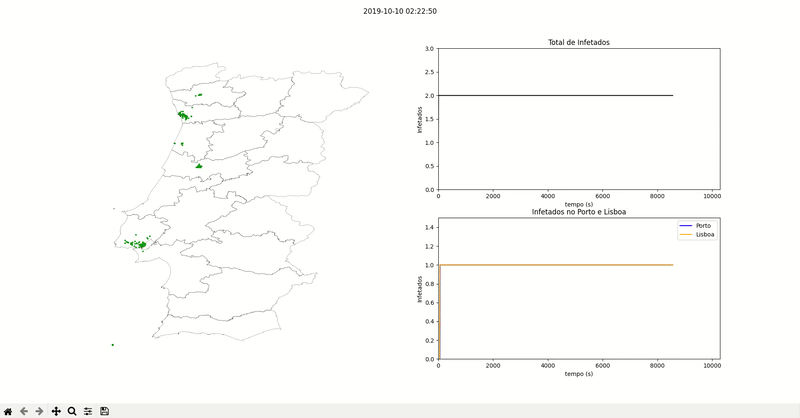 2019-10-10 02:22:50
Total de Infetados
3.0
2.5
2.0
1.5
1.0
0.5
0.0
Infetados
0 2000 4000 6000 8000 10000
tempo (s)
Infetados no Porto e Lisboa
1.4
1.2
1.0
0.8
0.6
0.4
0.2
0.0
Infetados
Porto
Lisboa
0 2000 4000 6000 8000 10000
tempo (s)